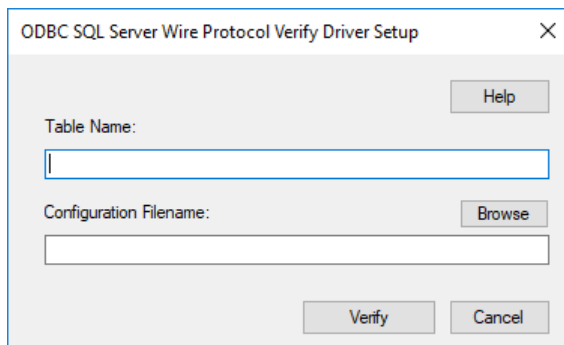 ODBC SQL Server Wire Protocol Verify Driver Setup
Help
Table Name:
Configuration Filename:
Browse
Verify
Cancel